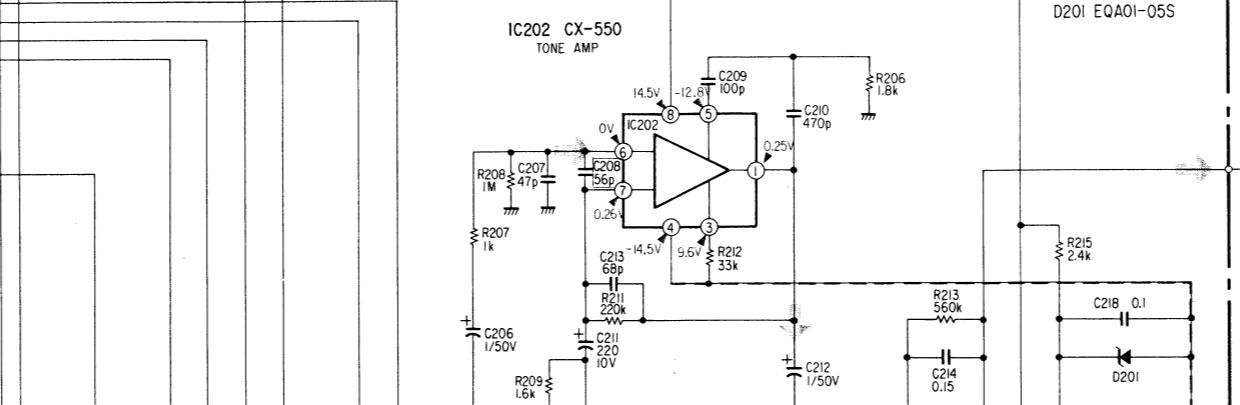 IC202 CX-550
TONE AMP
D201 EQA01-05S
C209
100p
R206
1.8k
14.5V
-12.8V
C210
470p
8
5
IC202
0V
0.25V
6
1
R208
1M
C207
47p
C208
56p
7
0.26V
4
3
-14.5V
9.6V
R212
33k
R207
1k
C213
68p
R211
220k
R215
2.4k
R213
560k
C218 0.1
C206
1/50V
C211
220
10V
C212
1/50V
C214
0.15
D201
R209
1.6k
+
+
+